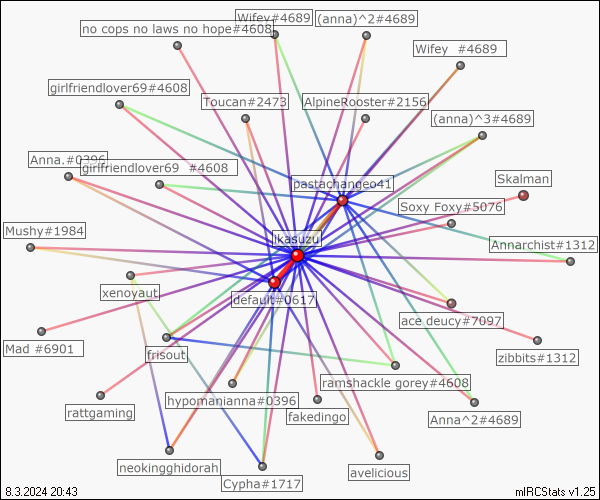 Wifey#4689
(anna)^2#4689
no cops no laws no hope#4608
Wifey  #4689
girlfriendlover69#4608
Toucan#2473
AlpineRooster#2156
(anna)^3#4689
Anna.#0396
girlfriendlover69  #4608
pastachangeo41
Skalman
Soxy Foxy#5076
Mushy#1984
ikasuzu
Annarchist#1312
xenoyaut
default#0617
ace deucy#7097
Mad #6901
frisout
zibbits#1312
ramshackle gorey#4608
rattgaming
hypomanianna#0396
fakedingo
Anna^2#4689
neokingghidorah
Cypha#1717
avelicious
8.3.2024 20:43
mIRCStats v1.25